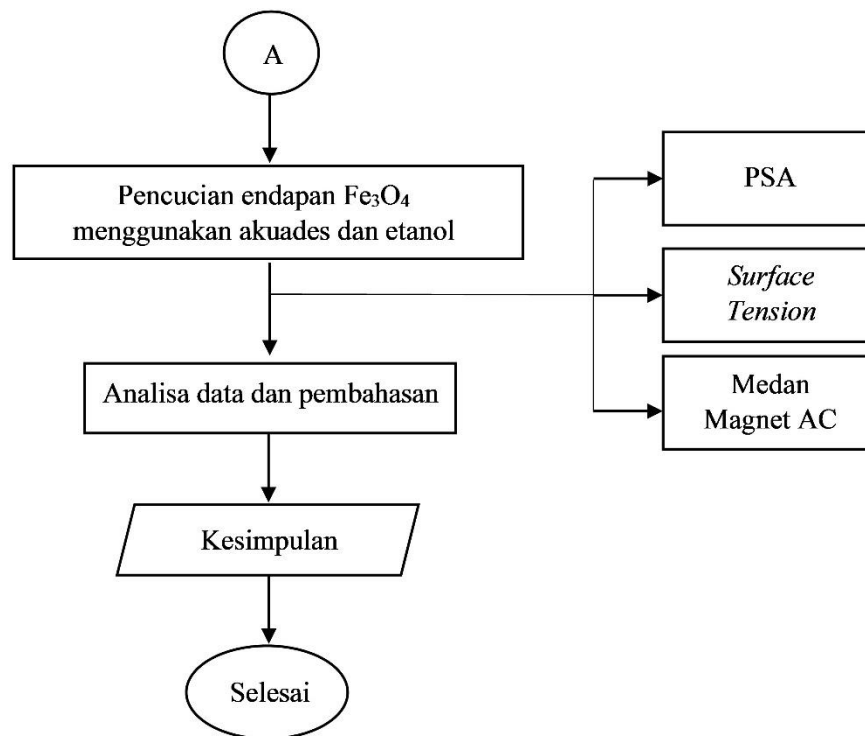 A
Pencucian endapan Fe₃O₄
menggunakan akuades dan etanol
PSA
Surface
Tension
Medan
Magnet AC
Analisa data dan pembahasan
Kesimpulan
Selesai